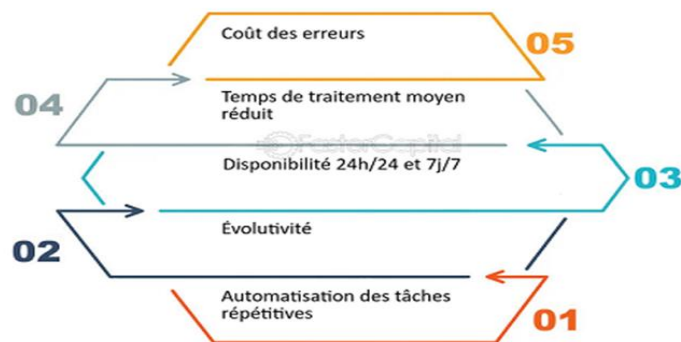 Coût des erreurs
05
04
Temps de traitement moyen
réduit
FasterCapital
Disponibilité 24h/24 et 7j/7
03
Évolutivité
02
Automatisation des tâches
répétitives
01